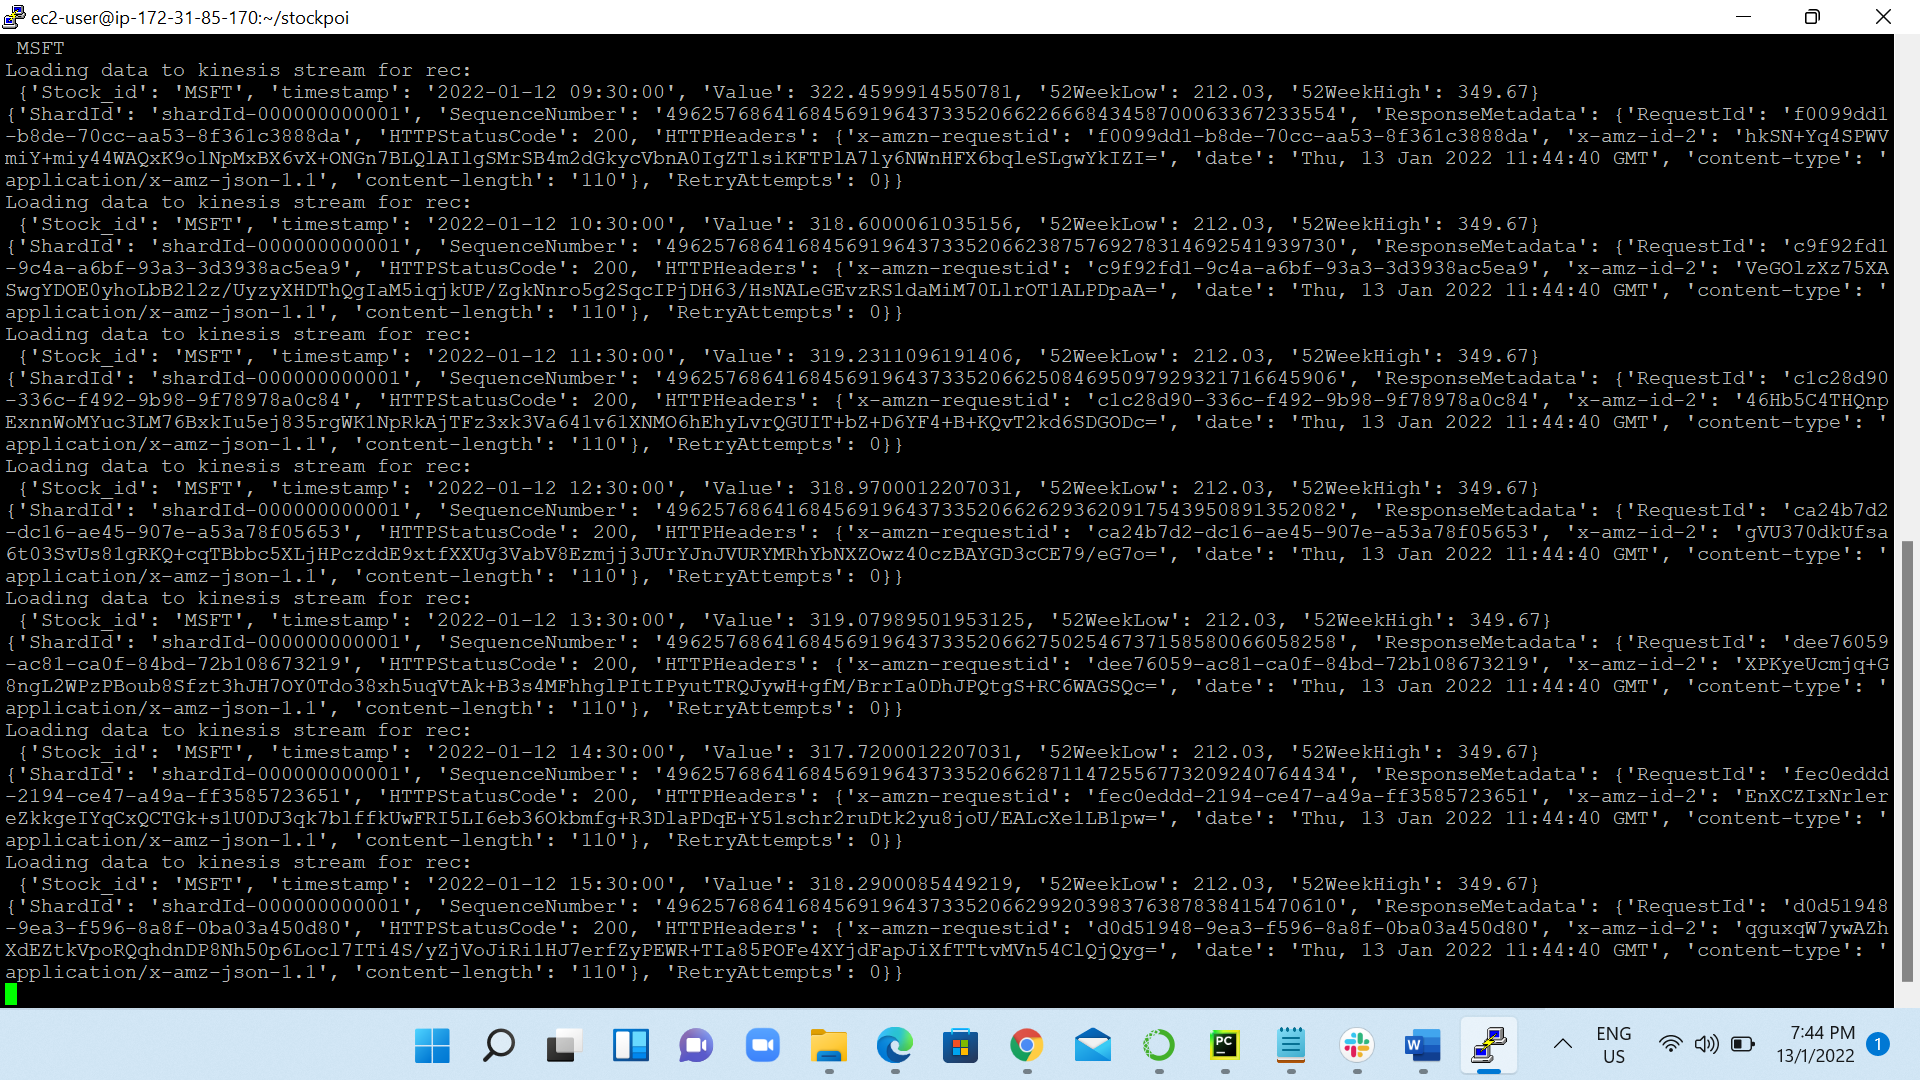 ec2-user@ip-172-31-85-170:~/stockpoi
MSFT
Loading data to kinesis stream for rec:
{'Stock_id': 'MSFT', 'timestamp': '2022-01-12 09:30:00', 'Value': 322.4599914550781, '52WeekLow': 212.03, '52WeekHigh': 349.67}
{'ShardId': 'shardId-000000000001', 'SequenceNumber': '49625768641684569196437335206622666843458700063367233554', 'ResponseMetadata': {'RequestId': 'f0099dd1
-b8de-70cc-aa53-8f361c3888da', 'HTTPStatusCode': 200, 'HTTPHeaders': {'x-amzn-requestid': 'f0099dd1-b8de-70cc-aa53-8f361c3888da', 'x-amz-id-2': 'hkSN+Yq4SPWV
miY+miy44WAQxK9olNpMxBX6vX+ONGn7BLQlAIlgSMrSB4m2dGkycVbnA0IgZTlsiKFTPlA7ly6NWnHFX6bqleSLgwYkIZI=', 'date': 'Thu, 13 Jan 2022 11:44:40 GMT', 'content-type': '
application/x-amz-json-1.1', 'content-length': '110'}, 'RetryAttempts': 0}}
Loading data to kinesis stream for rec:
{'Stock_id': 'MSFT', 'timestamp': '2022-01-12 10:30:00', 'Value': 318.6000061035156, '52WeekLow': 212.03, '52WeekHigh': 349.67}
{'ShardId': 'shardId-000000000001', 'SequenceNumber': '49625768641684569196437335206623875769278314692541939730', 'ResponseMetadata': {'RequestId': 'c9f92fd1
-9c4a-a6bf-93a3-3d3938ac5ea9', 'HTTPStatusCode': 200, 'HTTPHeaders': {'x-amzn-requestid': 'c9f92fd1-9c4a-a6bf-93a3-3d3938ac5ea9', 'x-amz-id-2': 'VeGOlzXz75XA
SwgYDOE0yhoLbB2l2z/UyzyXHDThQgIaM5iqjkUP/ZgkNnro5g2SqcIPjDH63/HsNALeGEvzRS1daMiM70LlrOT1ALPDpaA=', 'date': 'Thu, 13 Jan 2022 11:44:40 GMT', 'content-type': '
application/x-amz-json-1.1', 'content-length': '110'}, 'RetryAttempts': 0}}
Loading data to kinesis stream for rec:
{'Stock_id': 'MSFT', 'timestamp': '2022-01-12 11:30:00', 'Value': 319.2311096191406, '52WeekLow': 212.03, '52WeekHigh': 349.67}
{'ShardId': 'shardId-000000000001', 'SequenceNumber': '49625768641684569196437335206625084695097929321716645906', 'ResponseMetadata': {'RequestId': 'c1c28d90
-336c-f492-9b98-9f78978a0c84', 'HTTPStatusCode': 200, 'HTTPHeaders': {'x-amzn-requestid': 'c1c28d90-336c-f492-9b98-9f78978a0c84', 'x-amz-id-2': '46Hb5C4THQnp
ExnnWoMYuc3LM76BxkIu5ej835rgWK1NpRkAjTFz3xk3Va641v61XNMO6hEhyLvrQGUIT+bZ+D6YF4+B+KQvT2kd6SDGODc=', 'date': 'Thu, 13 Jan 2022 11:44:40 GMT', 'content-type': '
application/x-amz-json-1.1', 'content-length': '110'}, 'RetryAttempts': 0}}
Loading data to kinesis stream for rec:
{'Stock_id': 'MSFT', 'timestamp': '2022-01-12 12:30:00', 'Value': 318.9700012207031, '52WeekLow': 212.03, '52WeekHigh': 349.67}
{'ShardId': 'shardId-000000000001', 'SequenceNumber': '49625768641684569196437335206626293620917543950891352082', 'ResponseMetadata': {'RequestId': 'ca24b7d2
-dc16-ae45-907e-a53a78f05653', 'HTTPStatusCode': 200, 'HTTPHeaders': {'x-amzn-requestid': 'ca24b7d2-dc16-ae45-907e-a53a78f05653', 'x-amz-id-2': 'gVU370dkUfsa
6t03SvUs81gRKQ+cqTBbbc5XLjHPczddE9xtfXXUg3VabV8Ezmjj3JUrYJnJVURYMRhYbNXZOwz40czBAYGD3cCE79/eG7o=', 'date': 'Thu, 13 Jan 2022 11:44:40 GMT', 'content-type': '
application/x-amz-json-1.1', 'content-length': '110'}, 'RetryAttempts': 0}}
Loading data to kinesis stream for rec:
{'Stock_id': 'MSFT', 'timestamp': '2022-01-12 13:30:00', 'Value': 319.07989501953125, '52WeekLow': 212.03, '52WeekHigh': 349.67}
{'ShardId': 'shardId-000000000001', 'SequenceNumber': '49625768641684569196437335206627502546737158580066058258', 'ResponseMetadata': {'RequestId': 'dee76059
-ac81-ca0f-84bd-72b108673219', 'HTTPStatusCode': 200, 'HTTPHeaders': {'x-amzn-requestid': 'dee76059-ac81-ca0f-84bd-72b108673219', 'x-amz-id-2': 'XPKyeUcmjq+G
8ngL2WPzPBoub8Sfzt3hJH7OY0Tdo38xh5uqVtAk+B3s4MFhhglPItIPyutTRQJywH+gfM/BrrIa0DhJPQtgS+RC6WAGSQc=', 'date': 'Thu, 13 Jan 2022 11:44:40 GMT', 'content-type': '
application/x-amz-json-1.1', 'content-length': '110'}, 'RetryAttempts': 0}}
Loading data to kinesis stream for rec:
{'Stock_id': 'MSFT', 'timestamp': '2022-01-12 14:30:00', 'Value': 317.7200012207031, '52WeekLow': 212.03, '52WeekHigh': 349.67}
{'ShardId': 'shardId-000000000001', 'SequenceNumber': '49625768641684569196437335206628711472556773209240764434', 'ResponseMetadata': {'RequestId': 'fec0eddd
-2194-ce47-a49a-ff3585723651', 'HTTPStatusCode': 200, 'HTTPHeaders': {'x-amzn-requestid': 'fec0eddd-2194-ce47-a49a-ff3585723651', 'x-amz-id-2': 'EnXCZIxNrler
eZkkgeIYqCxQCTGk+s1U0DJ3qk7blffkUwFRI5LI6eb36Okbmfg+R3DlaPDqE+Y51schr2ruDtk2yu8joU/EALcXe1LB1pw=', 'date': 'Thu, 13 Jan 2022 11:44:40 GMT', 'content-type': '
application/x-amz-json-1.1', 'content-length': '110'}, 'RetryAttempts': 0}}
Loading data to kinesis stream for rec:
{'Stock_id': 'MSFT', 'timestamp': '2022-01-12 15:30:00', 'Value': 318.2900085449219, '52WeekLow': 212.03, '52WeekHigh': 349.67}
{'ShardId': 'shardId-000000000001', 'SequenceNumber': '49625768641684569196437335206629920398376387838415470610', 'ResponseMetadata': {'RequestId': 'd0d51948
-9ea3-f596-8a8f-0ba03a450d80', 'HTTPStatusCode': 200, 'HTTPHeaders': {'x-amzn-requestid': 'd0d51948-9ea3-f596-8a8f-0ba03a450d80', 'x-amz-id-2': 'qguxqW7ywAZh
XdEZtkVpoRQqhdnDP8Nh50p6Locl7ITi4S/yZjVoJiRi1HJ7erfZyPEWR+TIa85POFe4XYjdFapJiXfTTtvMVn54ClQjQyg=', 'date': 'Thu, 13 Jan 2022 11:44:40 GMT', 'content-type': '
application/x-amz-json-1.1', 'content-length': '110'}, 'RetryAttempts': 0}}
PC
W
ENG
US
7:44 PM
13/1/2022
1